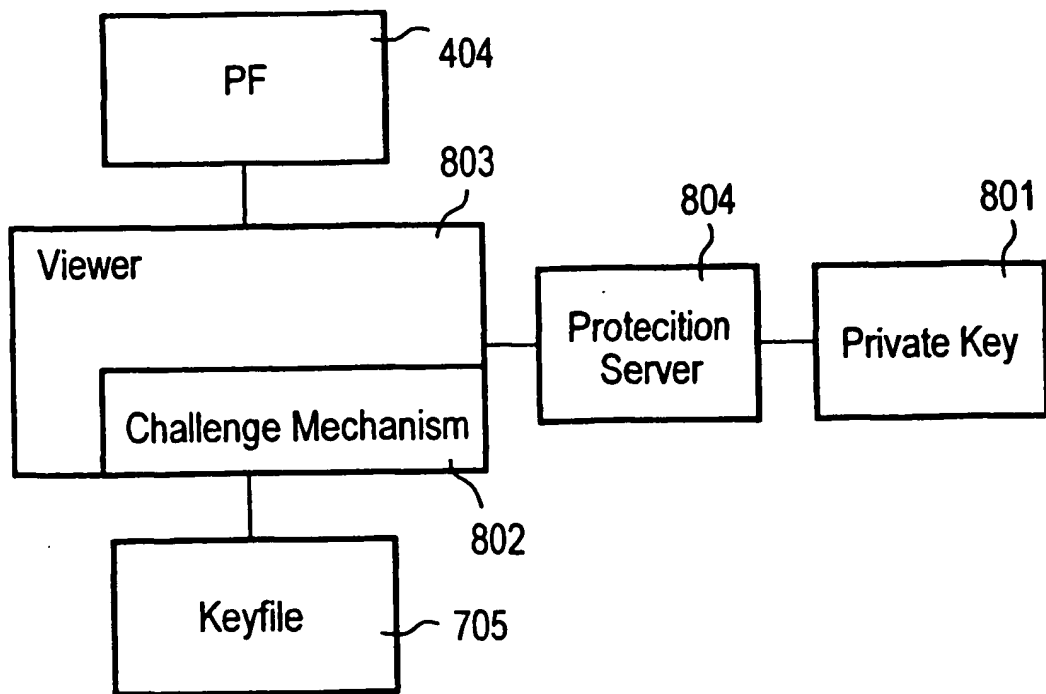 404
PF
803
Viewer
804
801
Protecition
Server
Private Key
Challenge Mechanism
802
Keyfile
705